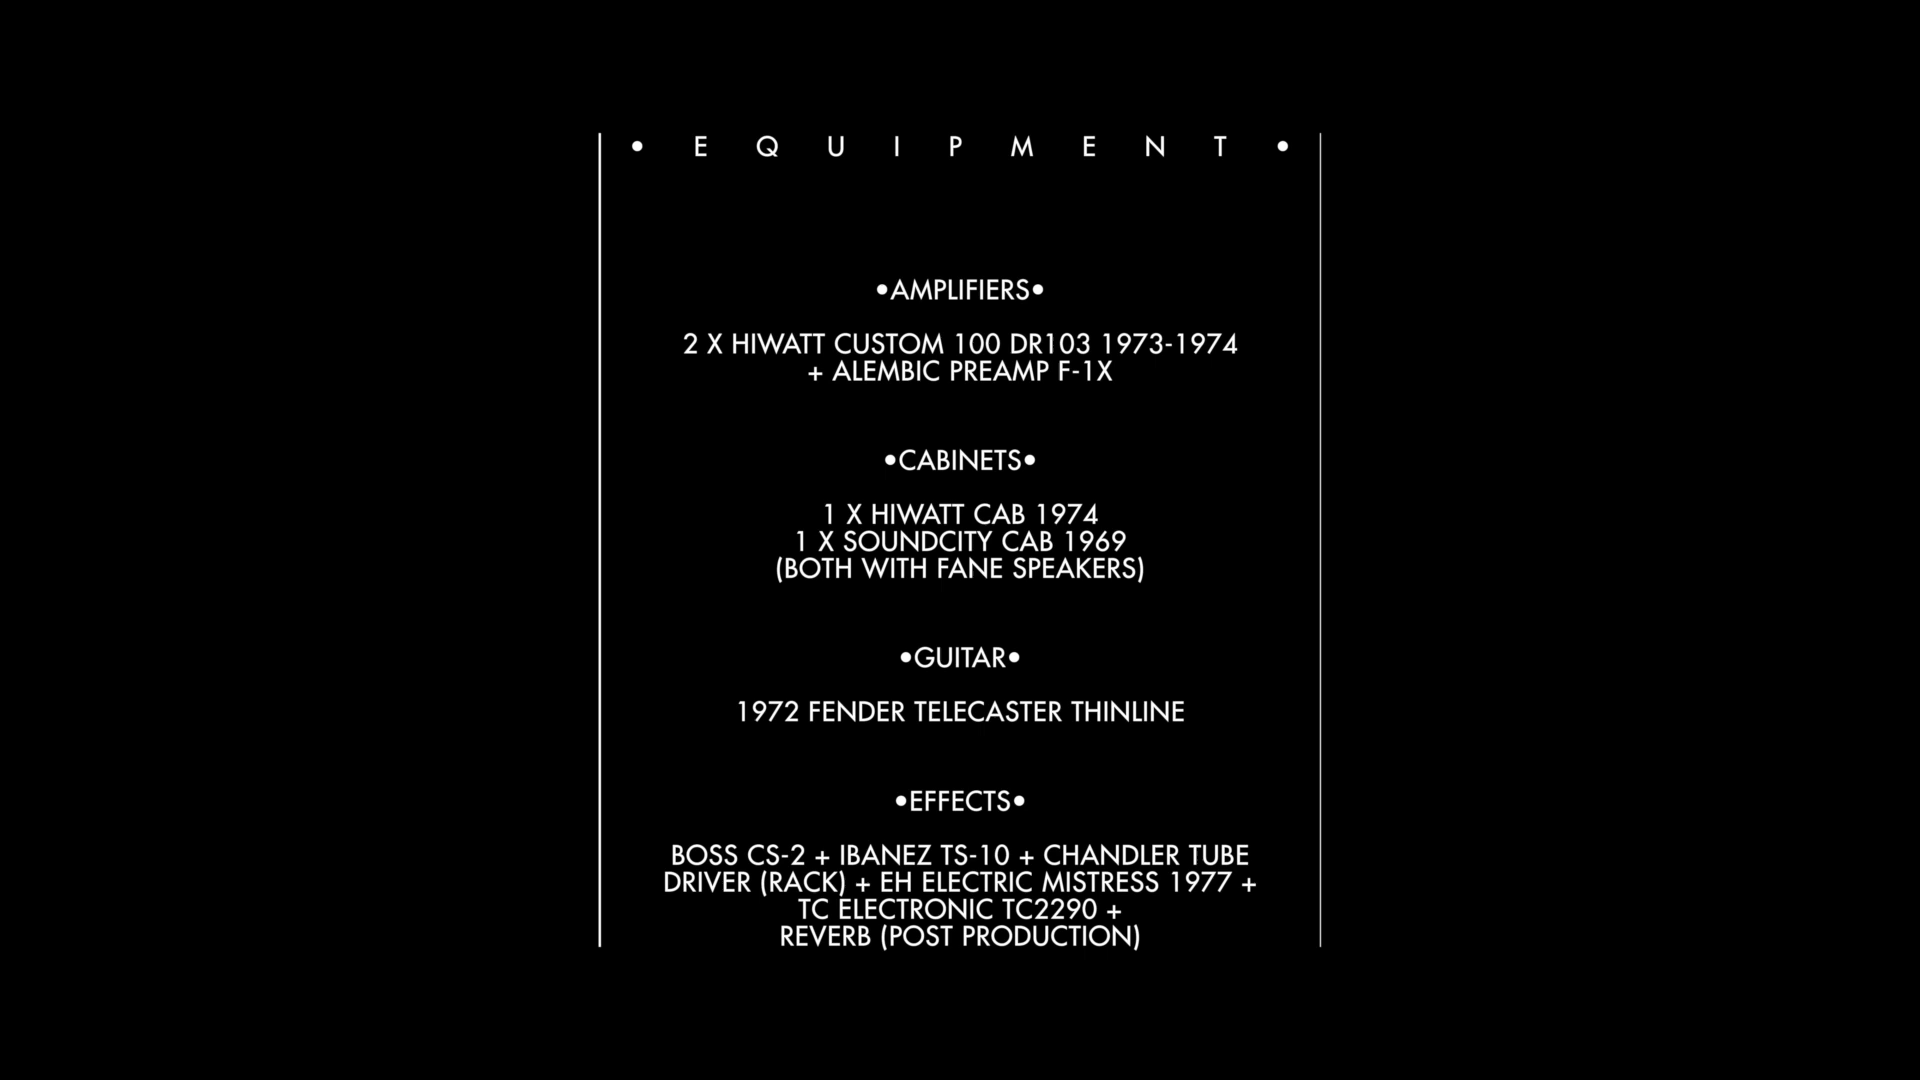 • E Q U I P M E N T •
•AMPLIFIERS•
2 X HIWATT CUSTOM 100 DR103 1973-1974
+ ALEMBIC PREAMP F-1X
•CABINETS•
1 X HIWATT CAB 1974
1 X SOUNDCITY CAB 1969
(BOTH WITH FANE SPEAKERS)
•GUITAR•
1972 FENDER TELECASTER THINLINE
•EFFECTS•
BOSS CS-2 + IBANEZ TS-10 + CHANDLER TUBE
DRIVER (RACK) + EH ELECTRIC MISTRESS 1977 +
TC ELECTRONIC TC2290 +
REVERB (POST PRODUCTION)